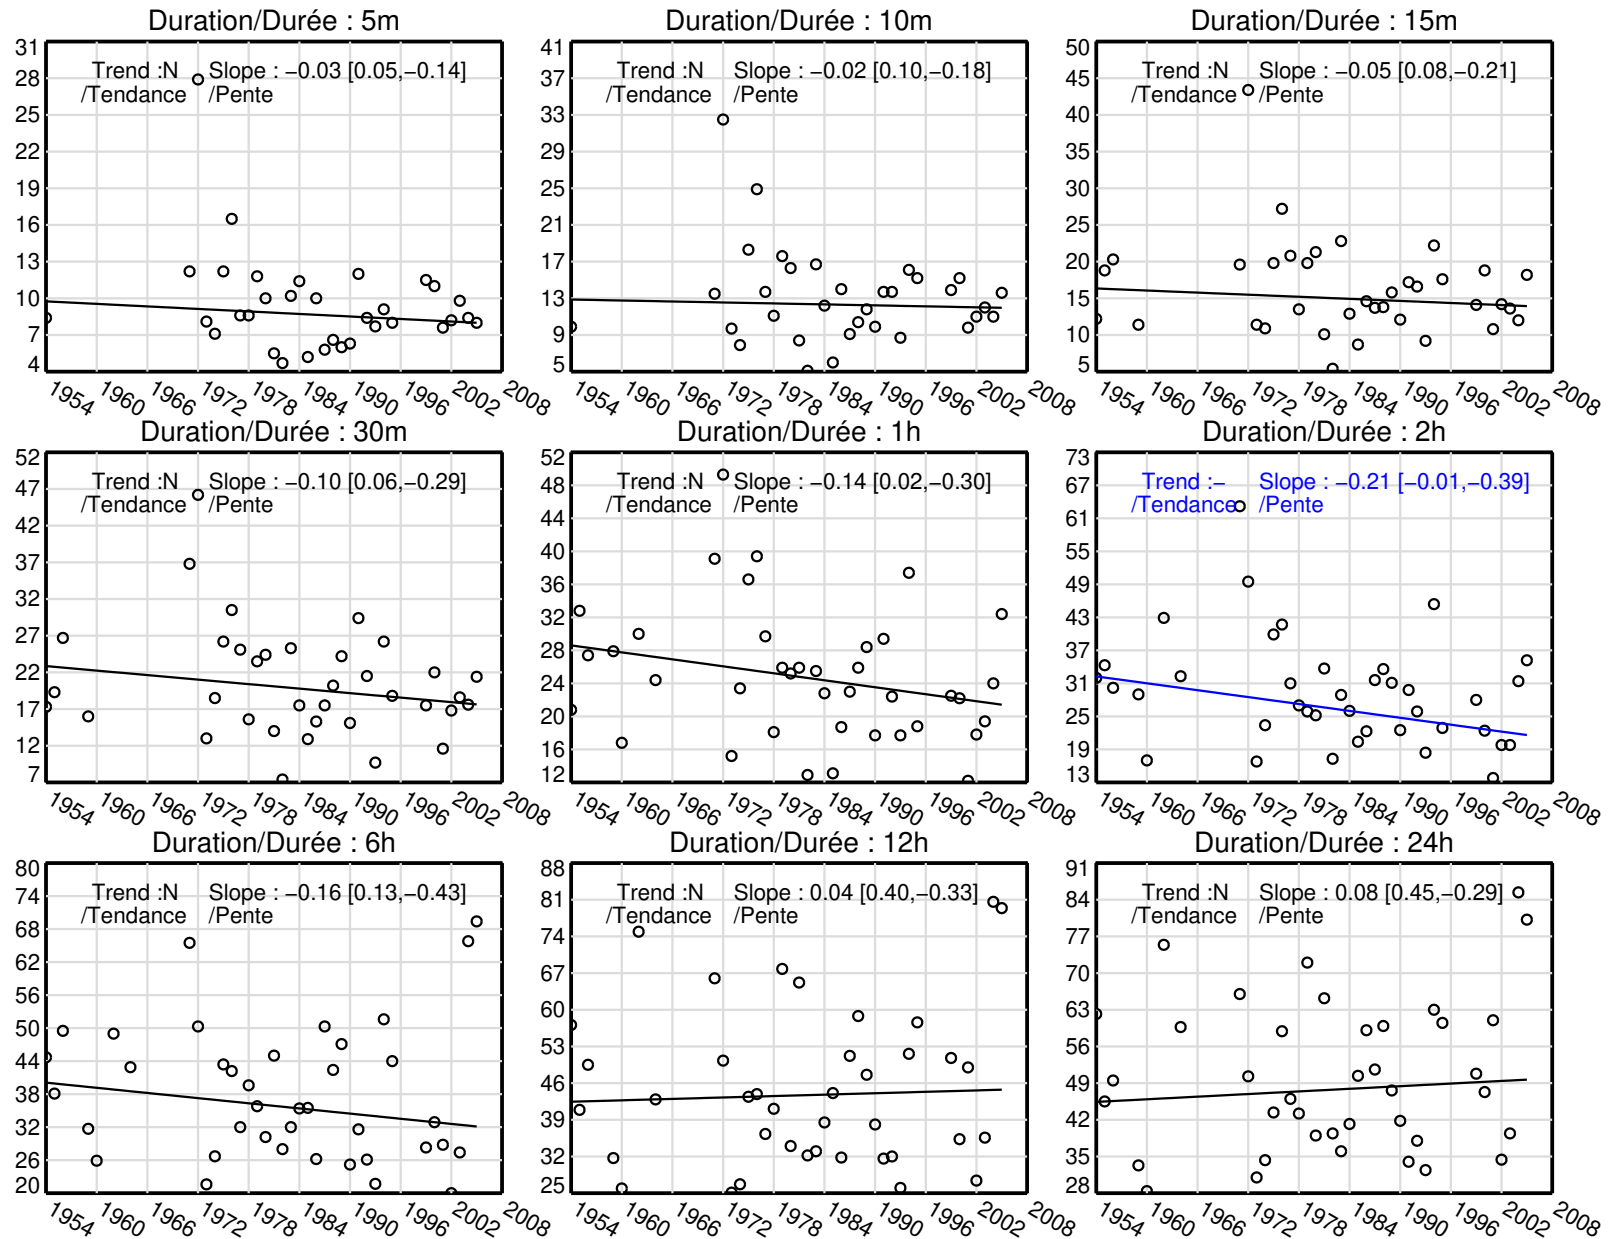 Duration/Durée : 5m
31
28
25
22
19
16
13
10
7
4
Trend :N Slope : −0.03 [0.05,−0.14]
/Tendance /Pente
1954 1960 1966 1972 1978 1984 1990 1996 2002 2008
Duration/Durée : 10m
41
37
33
29
25
21
17
13
9
5
Trend :N Slope : −0.02 [0.10,−0.18]
/Tendance /Pente
1954 1960 1966 1972 1978 1984 1990 1996 2002 2008
Duration/Durée : 15m
50
45
40
35
30
25
20
15
10
5
Trend :N Slope : −0.05 [0.08,−0.21]
/Tendance /Pente
1954 1960 1966 1972 1978 1984 1990 1996 2002 2008
Duration/Durée : 30m
52
47
42
37
32
27
22
17
12
7
Trend :N Slope : −0.10 [0.06,−0.29]
/Tendance /Pente
1954 1960 1966 1972 1978 1984 1990 1996 2002 2008
Duration/Durée : 1h
52
48
44
40
36
32
28
24
20
16
12
Trend :N Slope : −0.14 [0.02,−0.30]
/Tendance /Pente
1954 1960 1966 1972 1978 1984 1990 1996 2002 2008
Duration/Durée : 2h
73
67
61
55
49
43
37
31
25
19
13
Trend :− Slope : −0.21 [−0.01,−0.39]
/Tendance /Pente
1954 1960 1966 1972 1978 1984 1990 1996 2002 2008
Duration/Durée : 6h
80
74
68
62
56
50
44
38
32
26
20
Trend :N Slope : −0.16 [0.13,−0.43]
/Tendance /Pente
1954 1960 1966 1972 1978 1984 1990 1996 2002 2008
Duration/Durée : 12h
88
81
74
67
60
53
46
39
32
25
Trend :N Slope : 0.04 [0.40,−0.33]
/Tendance /Pente
1954 1960 1966 1972 1978 1984 1990 1996 2002 2008
Duration/Durée : 24h
91
84
77
70
63
56
49
42
35
28
Trend :N Slope : 0.08 [0.45,−0.29]
/Tendance /Pente
1954 1960 1966 1972 1978 1984 1990 1996 2002 2008